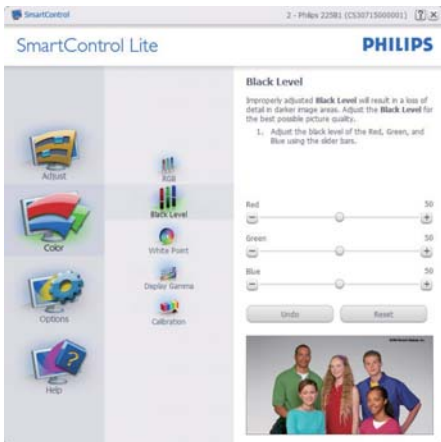 SmartControl
2 - Philips 225B1 (CS30715000001)
SmartControl Lite
PHILIPS
Adjust
Color
Options
Help
RGB
Black Level
White Point
Display Gamma
Calibration
Black Level
Improperly adjusted Black Level will result in a loss of
detail in darker image areas. Adjust the Black Level for
the best possible picture quality.
1. Adjust the black level of the Red, Green, and
Blue using the slider bars.
Red 50
Green 50
Blue 50
Undo Reset